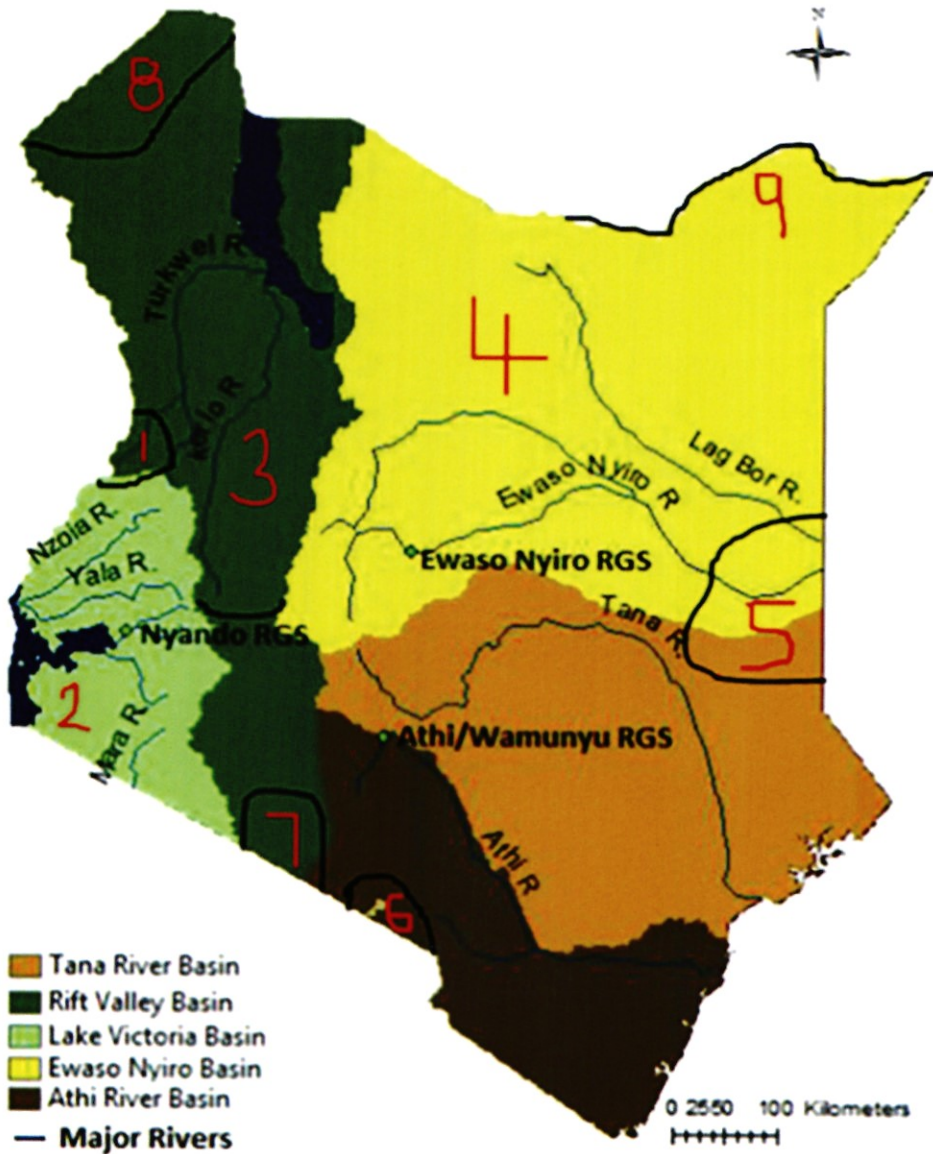 N
8
9
Turkwel R.
4
1
Kerio R
3
Lag Bor R.
Ewaso Nyiro R
Nzoia R.
Ewaso Nyiro RGS
Yala R.
Tana R.
5
Nyando RGS
2
Mara R.
Athi/Wamunyu RGS
7
Athi R
6
Tana River Basin
Rift Valley Basin
Lake Victoria Basin
Ewaso Nyiro Basin
Athi River Basin
Major Rivers
0 2550 100 Kilometers